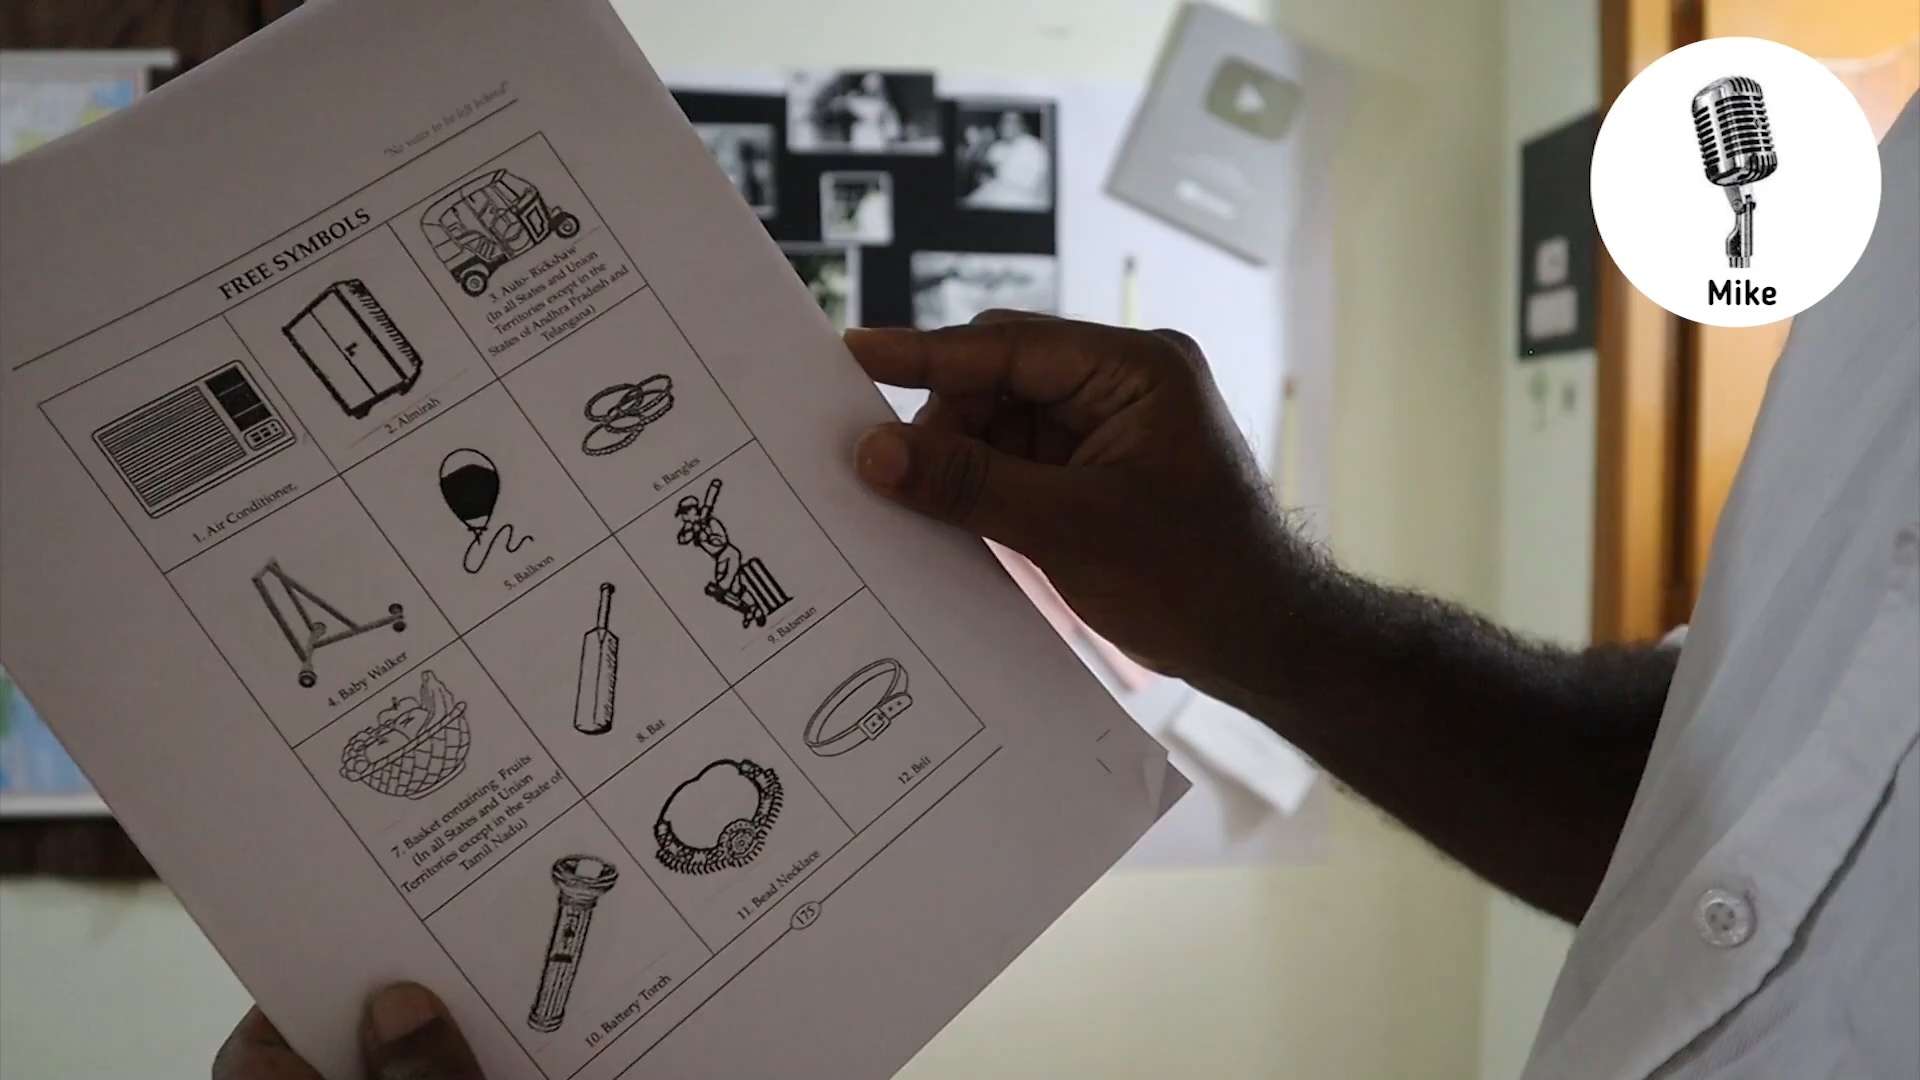 "No voter to be left behind"
FREE SYMBOLS
1. Air Conditioner,
2. Almirah
3. Auto- Rickshaw
(In all States and Union
Territories except in the
States of Andhra Pradesh and
Telangana)
4. Baby Walker
5. Balloon
6. Bangles
7. Basket containing Fruits
(In all States and Union
Territories except in the State of
Tamil Nadu)
8. Bat
9. Batsman
10. Battery Torch
11. Bead Necklace
12. Belt
175
Mike